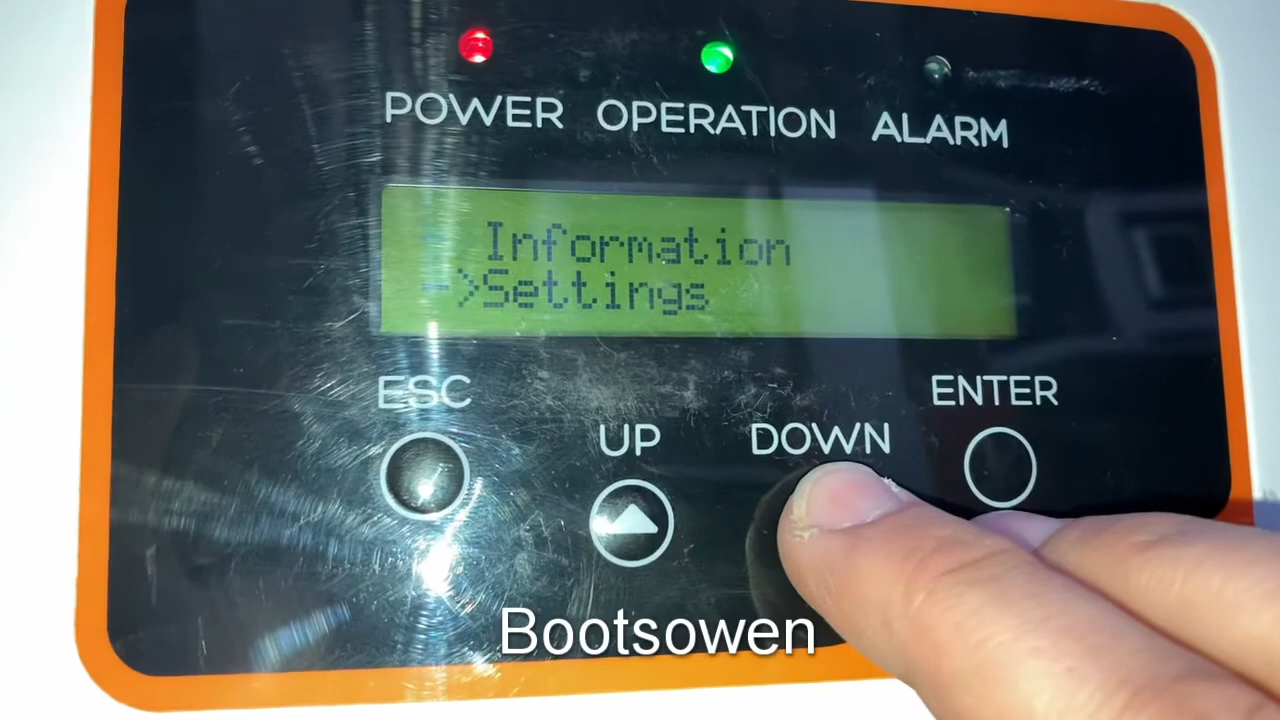 POWER OPERATION ALARM
Information
->Settings
ESC UP DOWN ENTER
Bootsowen